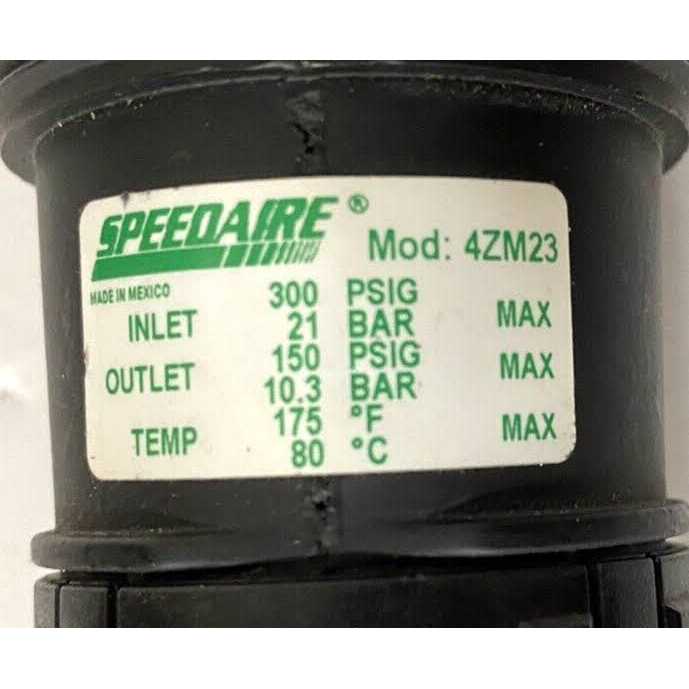 SPEEDAIRE®
Mod: 4ZM23
MADE IN MEXICO
INLET 300 PSIG MAX
21 BAR
OUTLET 150 PSIG MAX
10.3 BAR
TEMP 175 °F MAX
80 °C